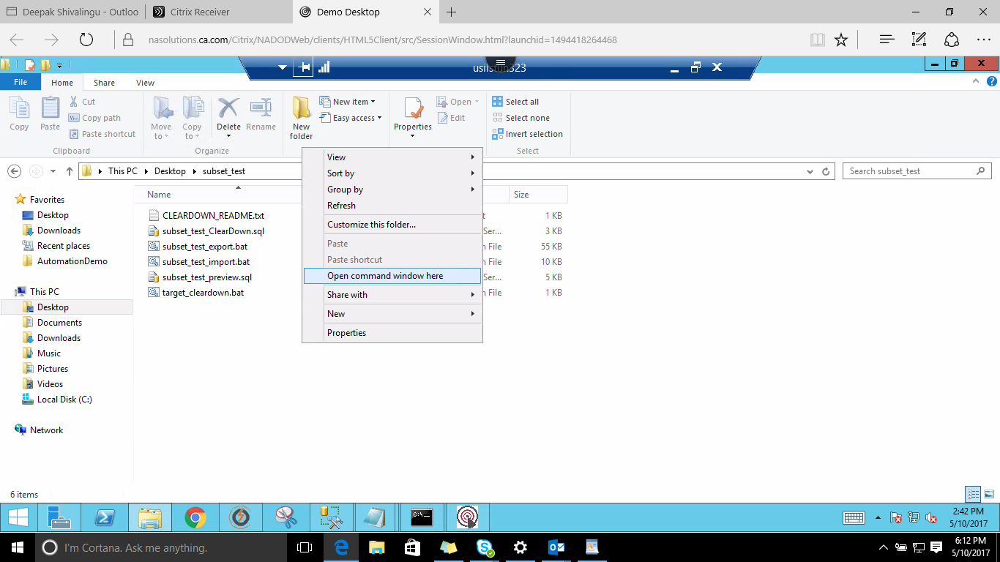 Deepak Shivalingu - Outloo
Citrix Receiver
Demo Desktop
nasolutions.ca.com/Citrix/NADODWeb/clients/HTML5Client/src/SessionWindow.html?launchid=1494418264468
File
Home
Share
View
Copy
Paste
Cut
Copy path
Paste shortcut
Clipboard
Move to
Copy to
Delete
Rename
Organize
New folder
New item
Easy access
Properties
Open
Edit
Select all
Select none
Invert selection
Select
This PC
Desktop
subset_test
Search subset_test
Favorites
Desktop
Downloads
Recent places
AutomationDemo
This PC
Desktop
Documents
Downloads
Music
Pictures
Videos
Local Disk (C:)
Network
Name
Size
CLEARDOWN_README.txt
t
1 KB
subset_test_ClearDown.sql
Ser...
3 KB
subset_test_export.bat
n File
55 KB
subset_test_import.bat
n File
10 KB
subset_test_preview.sql
Ser...
5 KB
target_cleardown.bat
n File
1 KB
View
Sort by
Group by
Refresh
Customize this folder...
Paste
Paste shortcut
Open command window here
Share with
New
Properties
6 items
2:42 PM
5/10/2017
I'm Cortana. Ask me anything.
6:12 PM
5/10/2017